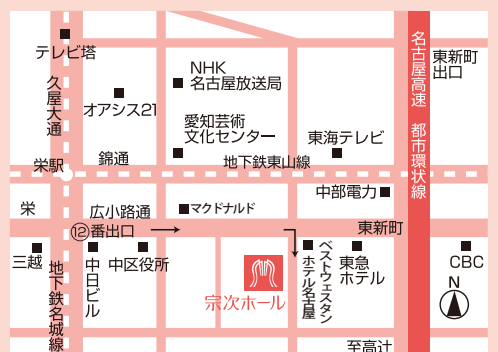 テレビ塔
久屋大通
オアシス21
NHK
名古屋放送局
愛知芸術
文化センター
東海テレビ
名古屋高速 都市環状線
東新町
出口
栄駅
錦通
地下鉄東山線
中部電力
栄
広小路通
マクドナルド
⑫番出口
東新町
三越
地下鉄名城線
中日ビル
中区役所
宗次ホール
ベストウェスタン
ホテル名古屋
東急
ホテル
CBC
N
至高辻